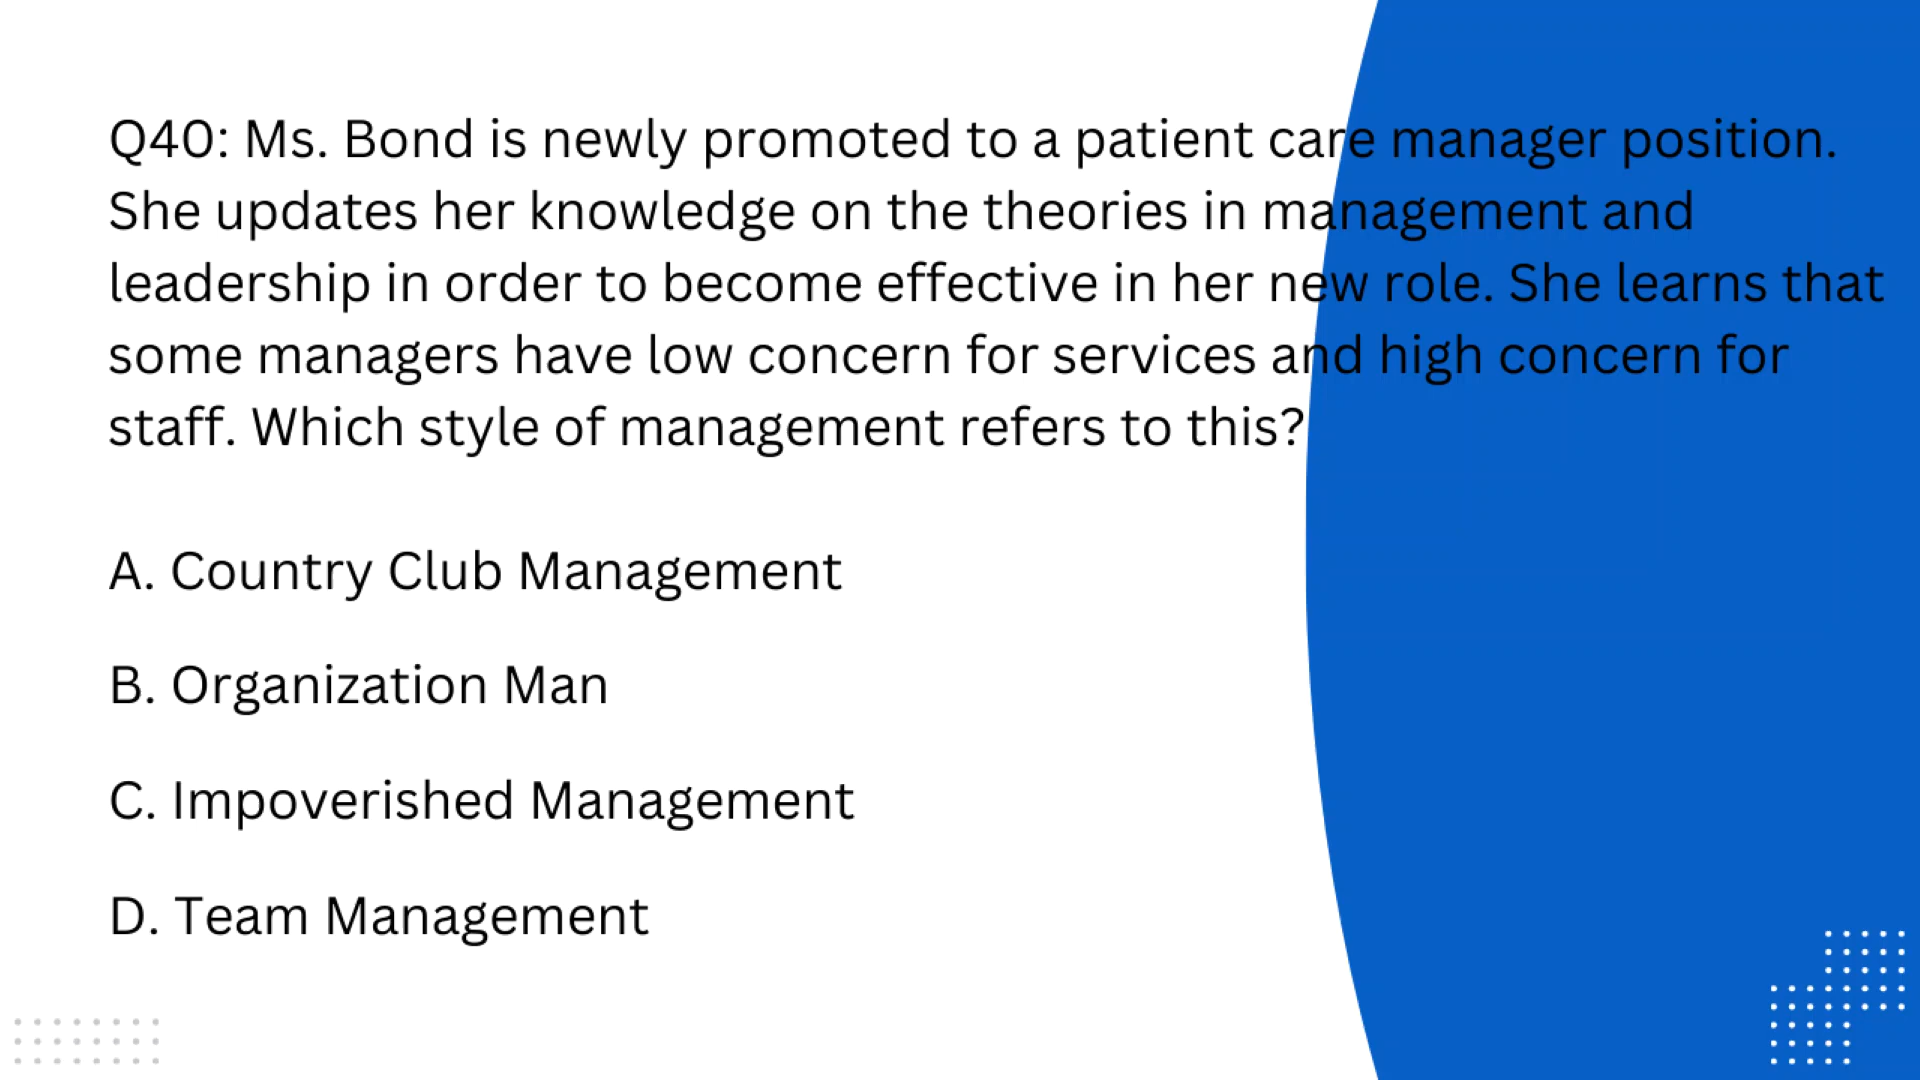 Q40: Ms. Bond is newly promoted to a patient care manager position.
She updates her knowledge on the theories in management and
leadership in order to become effective in her new role. She learns that
some managers have low concern for services and high concern for
staff. Which style of management refers to this?
A. Country Club Management
B. Organization Man
C. Impoverished Management
D. Team Management